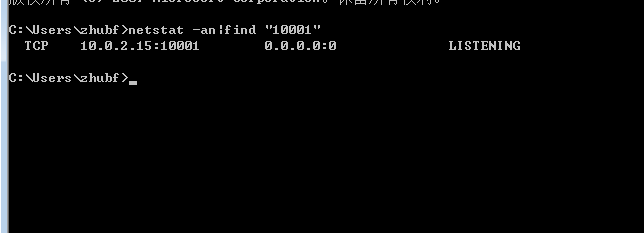 C:\Users\zhubf>netstat -an|find "10001"
TCP 10.0.2.15:10001 0.0.0.0:0 LISTENING
C:\Users\zhubf>